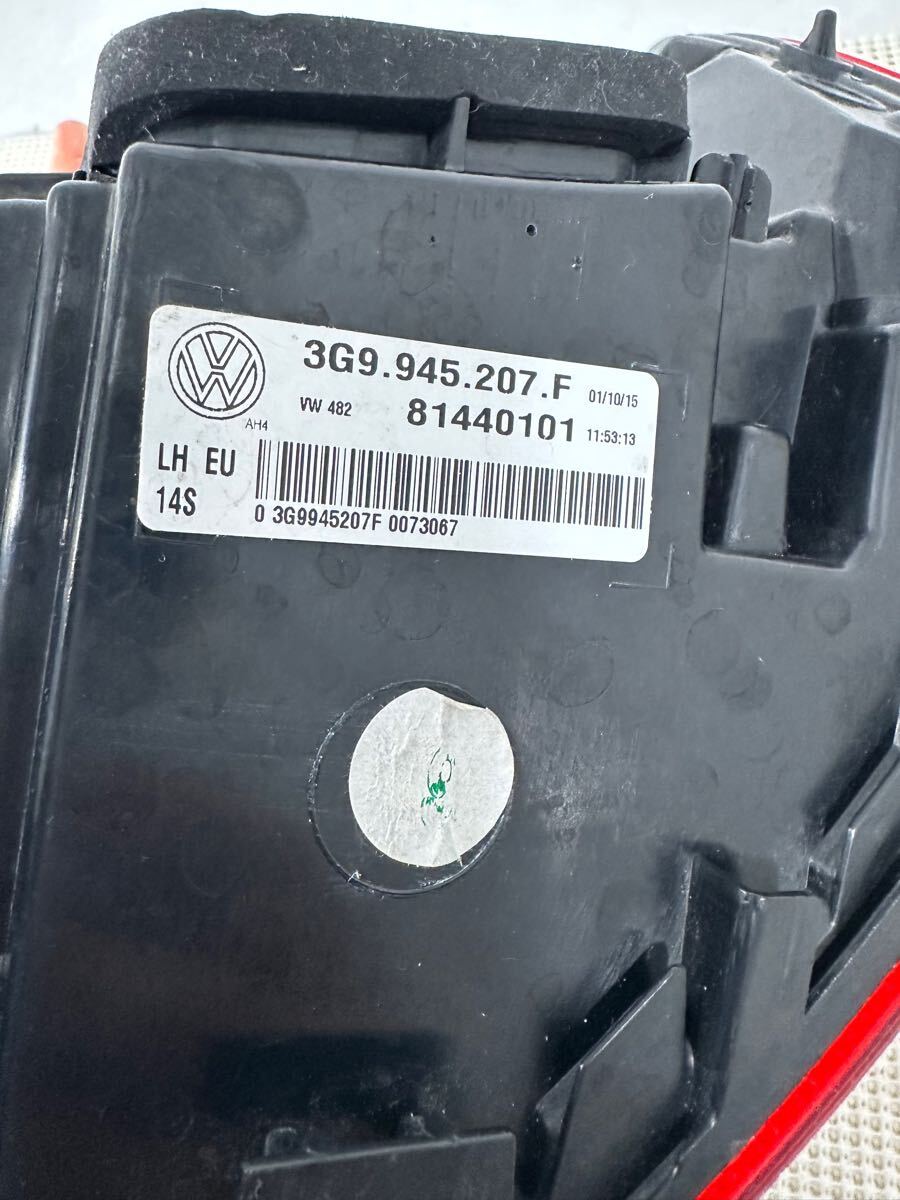 3G9.945.207.F 01/10/15
VW 482 81440101 11:53:13
AH4
LH EU
14S
0 3G9945207F 0073067